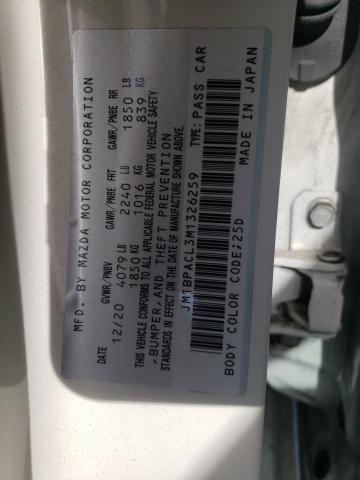 MFD. BY MAZDA MOTOR CORPORATION
DATE GVWR/PNBV GAWR/PNBE FRT GAWR/PNBE RR
12/20 4079 LB 2240 LB 1850 LB
1850 KG 1016 KG 839 KG
THIS VEHICLE CONFORMS TO ALL APPLICABLE FEDERAL MOTOR VEHICLE SAFETY
,BUMPER,AND THEFT PREVENTION
STANDARDS IN EFFECT ON THE DATE OF MANUFACTURE SHOWN ABOVE.
JM1BPACL3M1326259 TYPE: PASS CAR
BODY COLOR CODE:25D MADE IN JAPAN